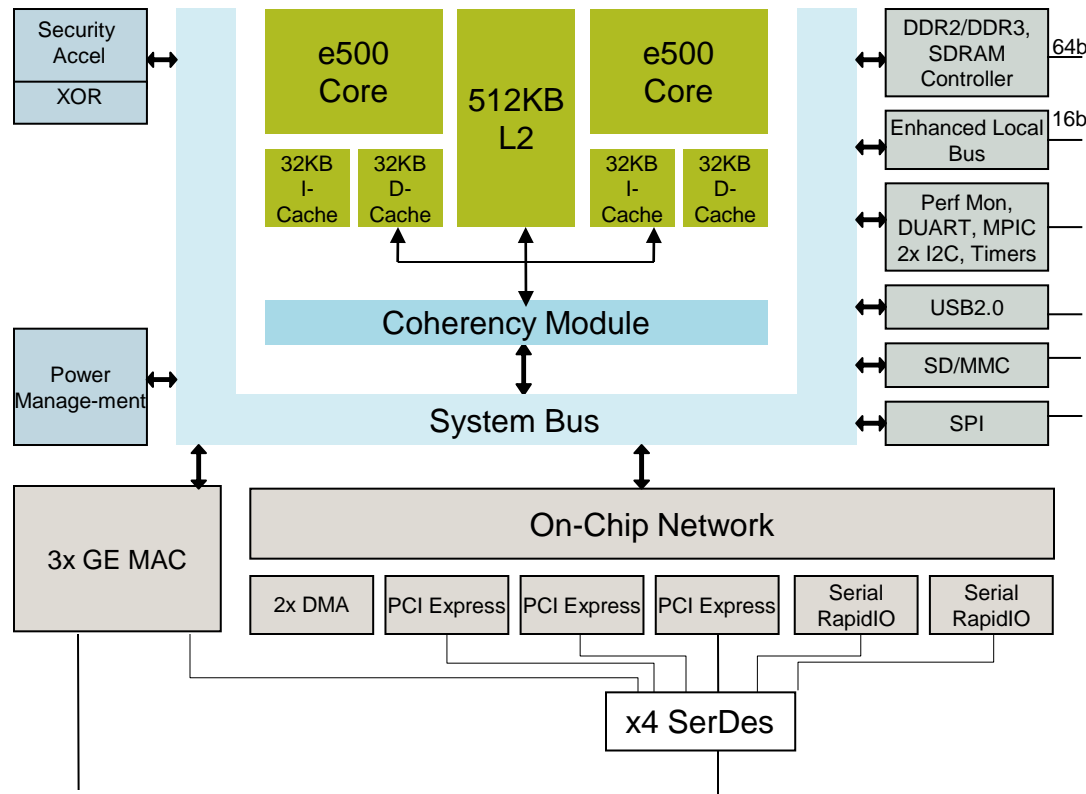 Security
Accel
XOR
e500
Core
512KB
L2
e500
Core
32KB
I-
Cache
32KB
D-
Cache
32KB
I-
Cache
32KB
D-
Cache
DDR2/DDR3,
SDRAM
Controller
64b
Enhanced Local
Bus
16b
Perf Mon,
DUART, MPIC
2x I2C, Timers
USB2.0
SD/MMC
SPI
Coherency Module
Power
Manage-ment
System Bus
3x GE MAC
On-Chip Network
2x DMA
PCI Express
PCI Express
PCI Express
Serial
RapidIO
Serial
RapidIO
x4 SerDes